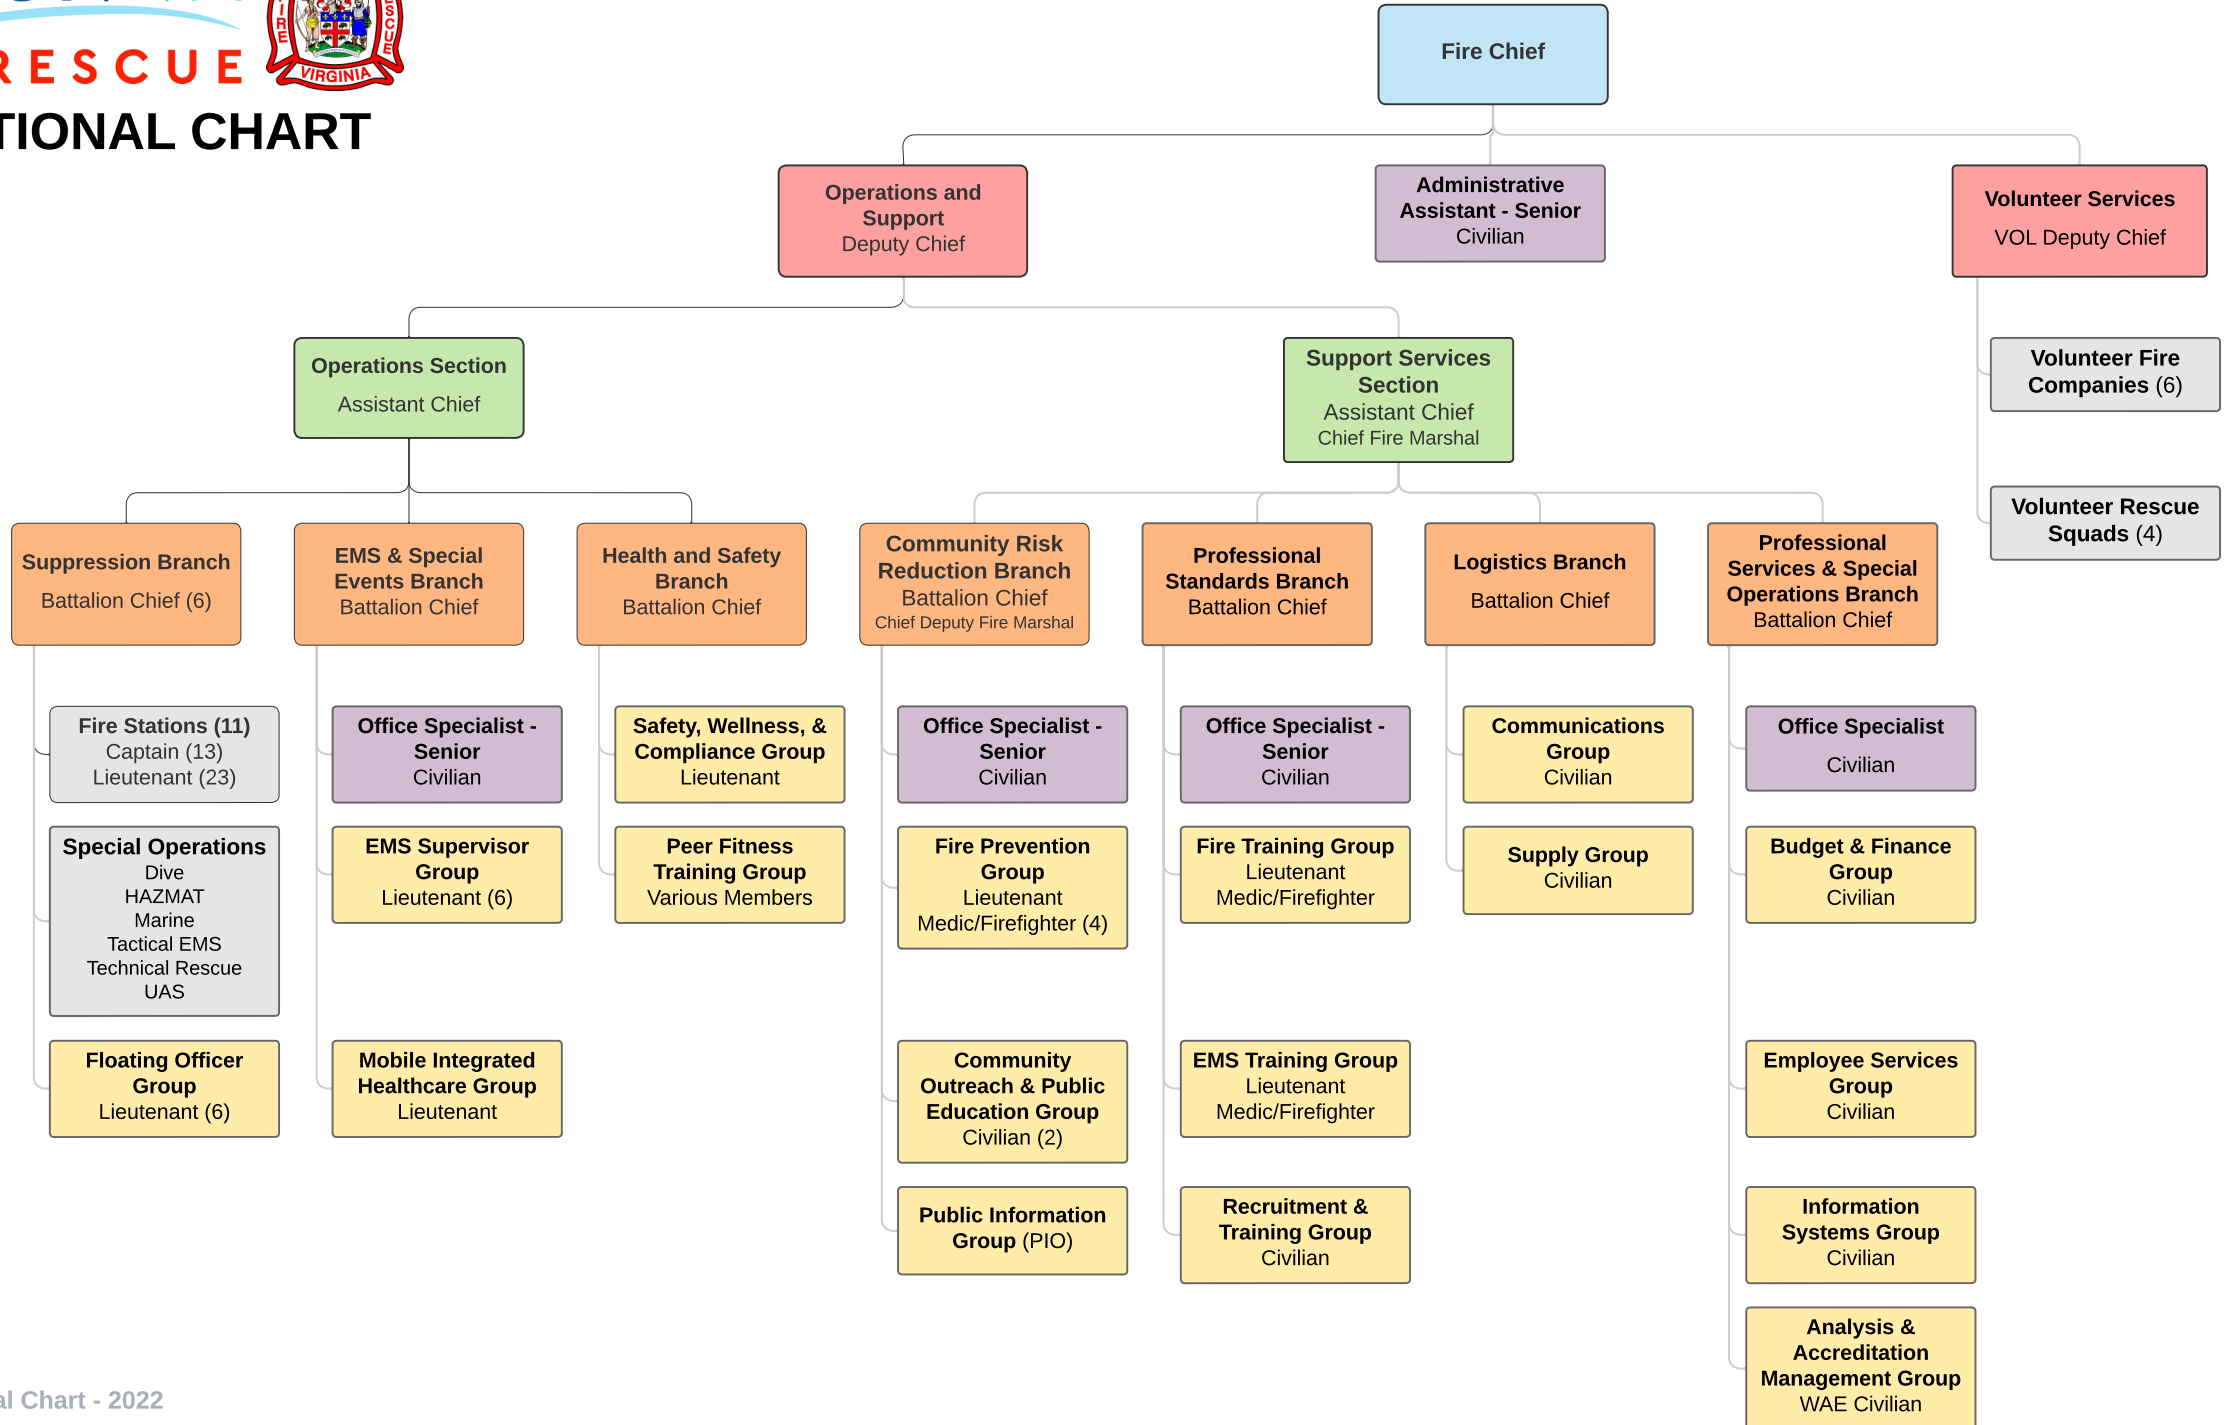 RESCUE
FIRE
RESCUE
VIRGINIA
TIONAL CHART
Fire Chief
Operations and
Support
Deputy Chief
Administrative
Assistant - Senior
Civilian
Volunteer Services
VOL Deputy Chief
Operations Section
Assistant Chief
Support Services
Section
Assistant Chief
Chief Fire Marshal
Volunteer Fire
Companies (6)
Volunteer Rescue
Squads (4)
Suppression Branch
Battalion Chief (6)
EMS & Special
Events Branch
Battalion Chief
Health and Safety
Branch
Battalion Chief
Community Risk
Reduction Branch
Battalion Chief
Chief Deputy Fire Marshal
Professional
Standards Branch
Battalion Chief
Logistics Branch
Battalion Chief
Professional
Services & Special
Operations Branch
Battalion Chief
Fire Stations (11)
Captain (13)
Lieutenant (23)
Special Operations
Dive
HAZMAT
Marine
Tactical EMS
Technical Rescue
UAS
Floating Officer
Group
Lieutenant (6)
Office Specialist -
Senior
Civilian
EMS Supervisor
Group
Lieutenant (6)
Mobile Integrated
Healthcare Group
Lieutenant
Safety, Wellness, &
Compliance Group
Lieutenant
Peer Fitness
Training Group
Various Members
Office Specialist -
Senior
Civilian
Fire Prevention
Group
Lieutenant
Medic/Firefighter (4)
Community
Outreach & Public
Education Group
Civilian (2)
Public Information
Group (PIO)
Office Specialist -
Senior
Civilian
Fire Training Group
Lieutenant
Medic/Firefighter
EMS Training Group
Lieutenant
Medic/Firefighter
Recruitment &
Training Group
Civilian
Communications
Group
Civilian
Supply Group
Civilian
Office Specialist
Civilian
Budget & Finance
Group
Civilian
Employee Services
Group
Civilian
Information
Systems Group
Civilian
Analysis &
Accreditation
Management Group
WAE Civilian
al Chart - 2022